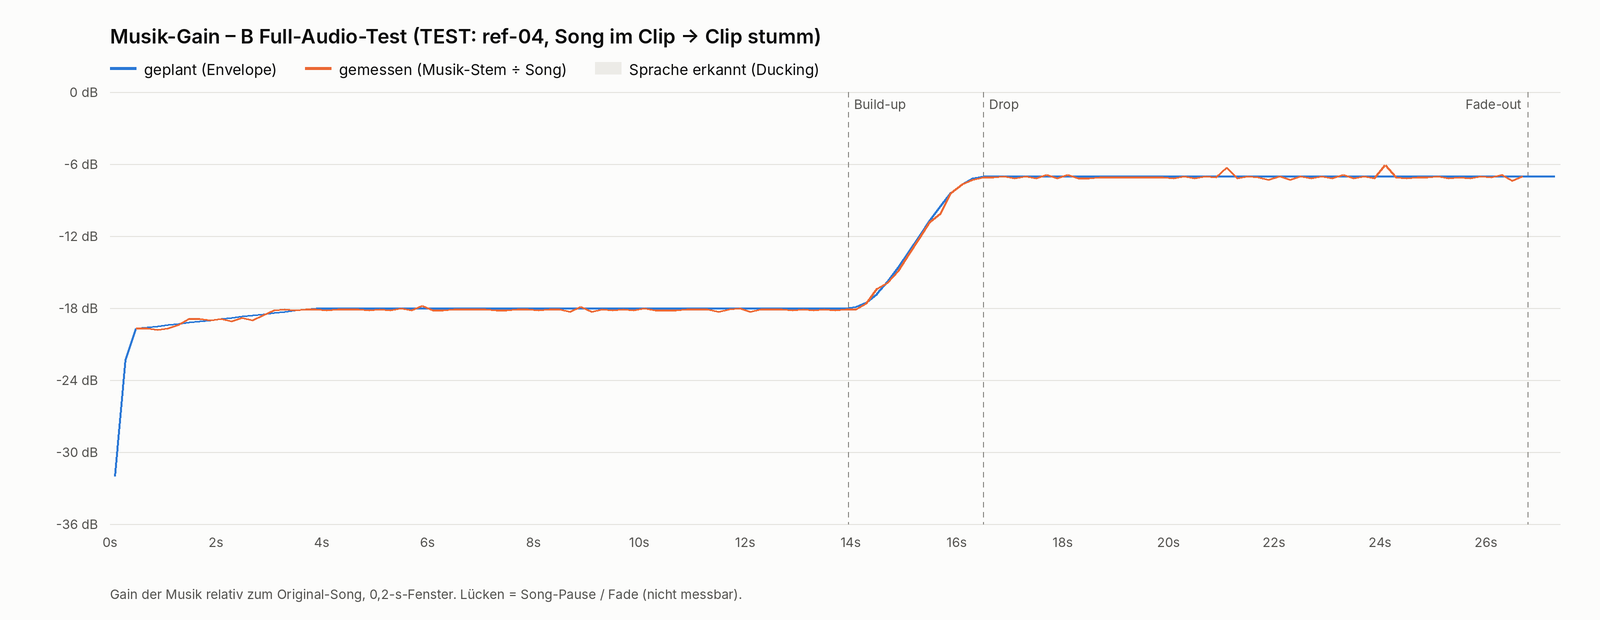 Musik-Gain – B Full-Audio-Test (TEST: ref-04, Song im Clip → Clip stumm)
geplant (Envelope) gemessen (Musik-Stem ÷ Song) Sprache erkannt (Ducking)
0 dB
Build-up Drop Fade-out
-6 dB
-12 dB
-18 dB
-24 dB
-30 dB
-36 dB
0s 2s 4s 6s 8s 10s 12s 14s 16s 18s 20s 22s 24s 26s
Gain der Musik relativ zum Original-Song, 0,2-s-Fenster. Lücken = Song-Pause / Fade (nicht messbar).